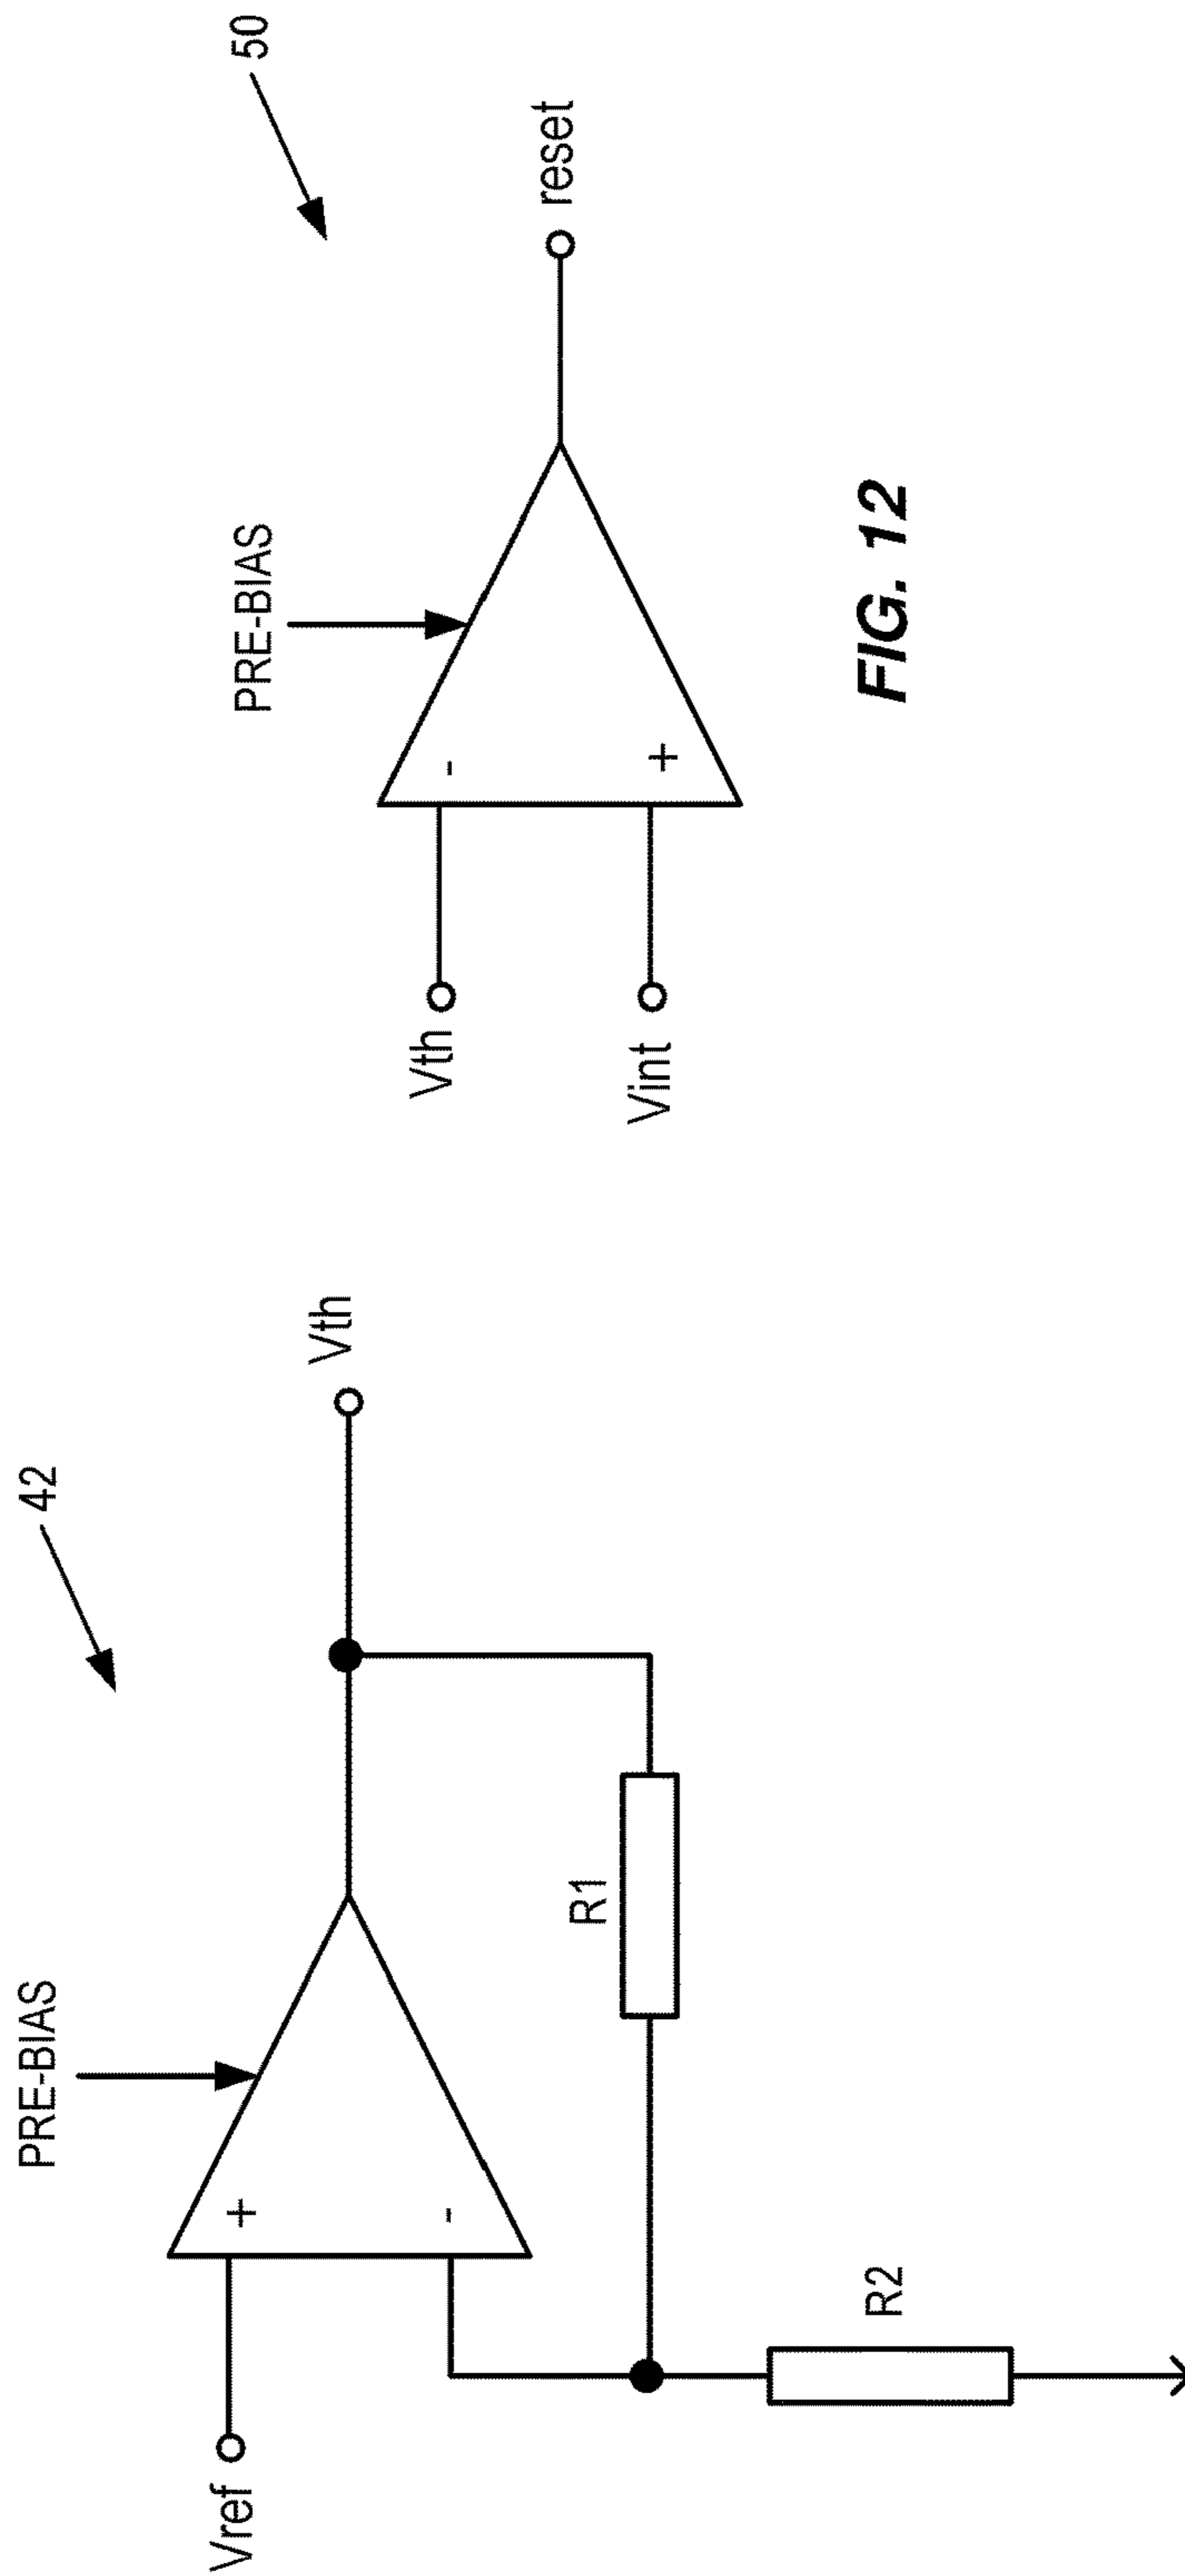 42
PRE-BIAS
Vref
+
-
Vth
R1
R2
50
PRE-BIAS
Vth
-
Vint
+
reset
FIG. 12